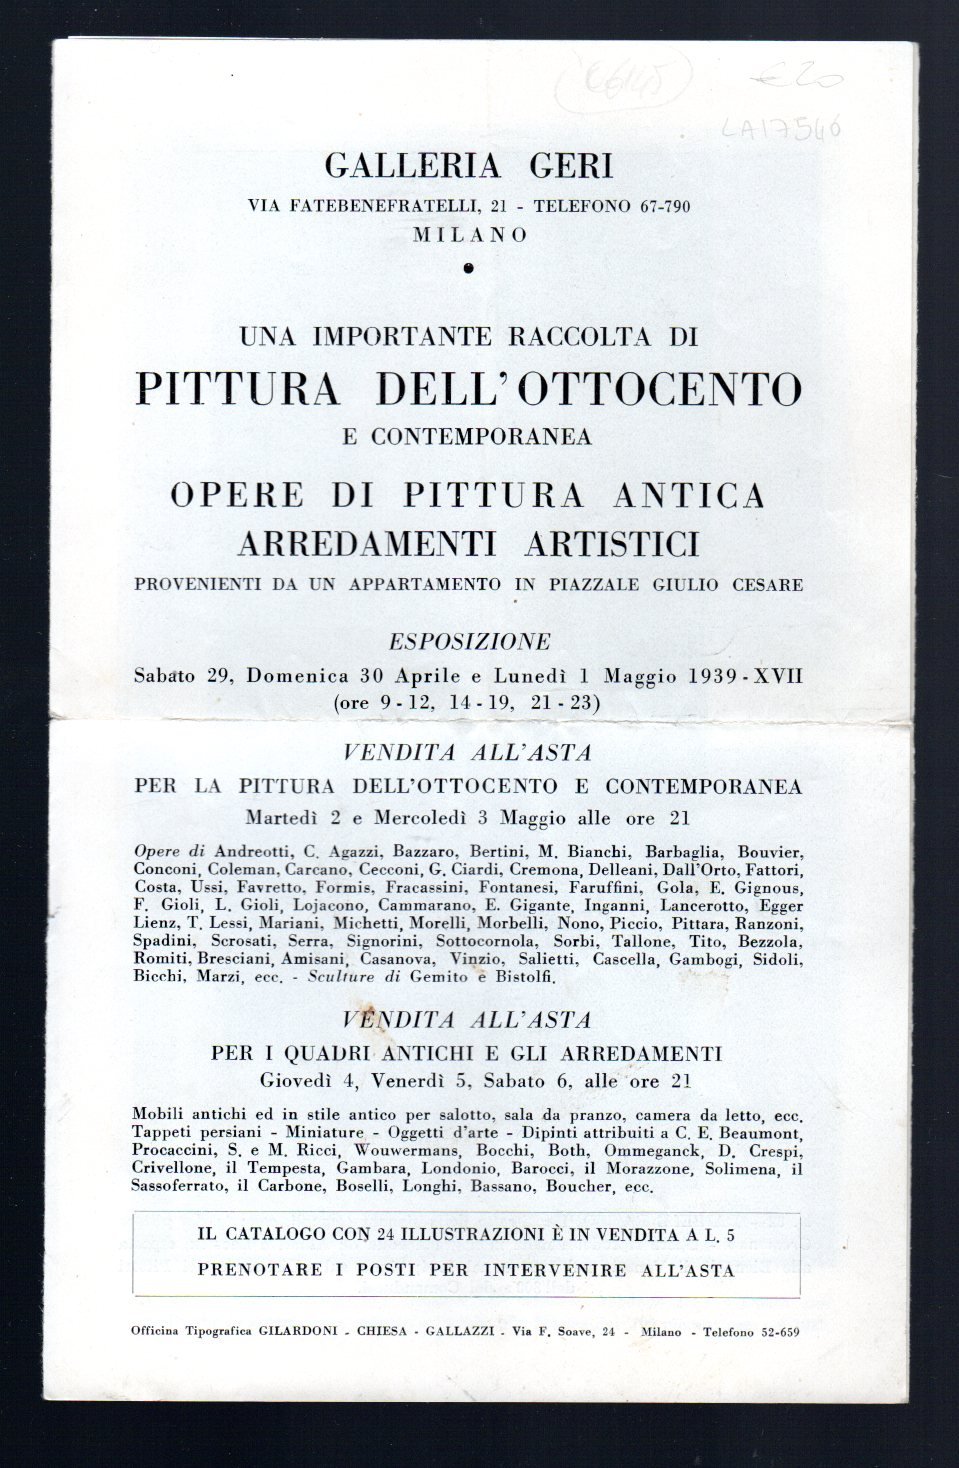 € 20
LA17546
GALLERIA GERI
VIA FATEBENEFRATELLI, 21 - TELEFONO 67-790
MILANO
UNA IMPORTANTE RACCOLTA DI
PITTURA DELL'OTTOCENTO
E CONTEMPORANEA
OPERE DI PITTURA ANTICA
ARREDAMENTI ARTISTICI
PROVENIENTI DA UN APPARTAMENTO IN PIAZZALE GIULIO CESARE
ESPOSIZIONE
Sabato 29, Domenica 30 Aprile e Lunedì 1 Maggio 1939 - XVII
(ore 9 - 12, 14 - 19, 21 - 23)
VENDITA ALL'ASTA
PER LA PITTURA DELL'OTTOCENTO E CONTEMPORANEA
Martedì 2 e Mercoledì 3 Maggio alle ore 21
Opere di Andreotti, C. Agazzi, Bazzaro, Bertini, M. Bianchi, Barbaglia, Bouvier,
Conconi, Coleman, Carcano, Cecconi, G. Ciardi, Cremona, Delleani, Dall'Orto, Fattori,
Costa, Ussi, Favretto, Formis, Fracassini, Fontanesi, Faruffini, Gola, E. Gignous,
F. Gioli, L. Gioli, Lojacono, Cammarano, E. Gigante, Inganni, Lancerotto, Egger
Lienz, T. Lessi, Mariani, Michetti, Morelli, Morbelli, Nono, Piccio, Pittara, Ranzoni,
Spadini, Scrosati, Serra, Signorini, Sottocornola, Sorbi, Tallone, Tito, Bezzola,
Romiti, Bresciani, Amisani, Casanova, Vinzio, Salietti, Cascella, Gambogi, Sidoli,
Bicchi, Marzi, ecc. - Sculture di Gemito e Bistolfi.
VENDITA ALL'ASTA
PER I QUADRI ANTICHI E GLI ARREDAMENTI
Giovedì 4, Venerdì 5, Sabato 6, alle ore 21
Mobili antichi ed in stile antico per salotto, sala da pranzo, camera da letto, ecc.
Tappeti persiani - Miniature - Oggetti d'arte - Dipinti attribuiti a C. E. Beaumont,
Procaccini, S. e M. Ricci, Wouwermans, Bocchi, Both, Ommeganck, D. Crespi,
Crivellone, il Tempesta, Gambara, Londonio, Barocci, il Morazzone, Solimena, il
Sassoferrato, il Carbone, Boselli, Longhi, Bassano, Boucher, ecc.
IL CATALOGO CON 24 ILLUSTRAZIONI È IN VENDITA A L. 5
PRENOTARE I POSTI PER INTERVENIRE ALL'ASTA
Officina Tipografica GILARDONI - CHIESA - GALLAZZI - Via F. Soave, 24 - Milano - Telefono 52-659